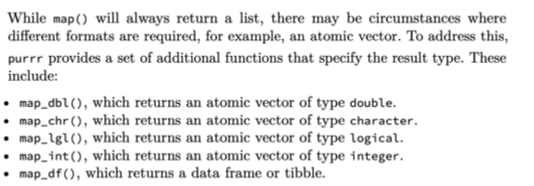 While map() will always return a list, there may be circumstances where
different formats are required, for example, an atomic vector. To address this,
purrr provides a set of additional functions that specify the result type. These
include:
• map_dbl(), which returns an atomic vector of type double.
• map_chr(), which returns an atomic vector of type character.
• map_lgl(), which returns an atomic vector of type logical.
• map_int(), which returns an atomic vector of type integer.
• map_df(), which returns a data frame or tibble.